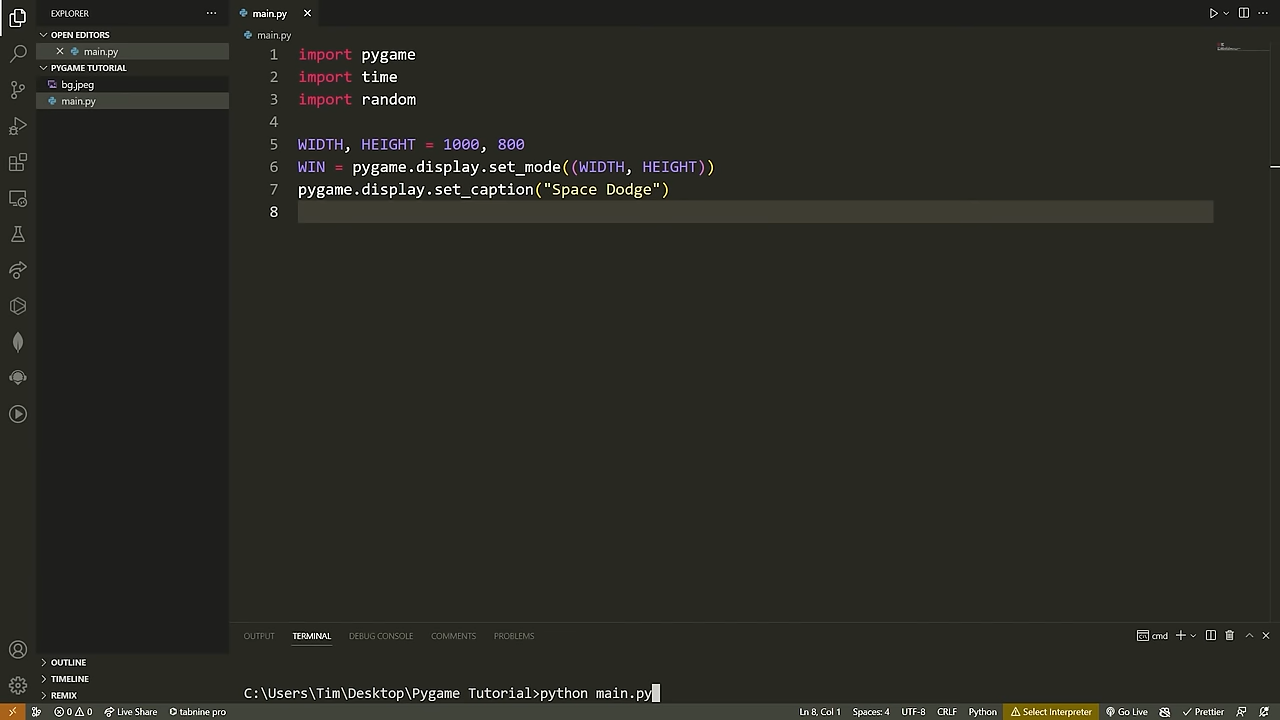 EXPLORER
OPEN EDITORS
main.py
PYGAME TUTORIAL
bg.jpeg
main.py
OUTLINE
TIMELINE
REMIX
main.py
main.py
1 import pygame
2 import time
3 import random
4
5 WIDTH, HEIGHT = 1000, 800
6 WIN = pygame.display.set_mode((WIDTH, HEIGHT))
7 pygame.display.set_caption("Space Dodge")
8
OUTPUT TERMINAL DEBUG CONSOLE COMMENTS PROBLEMS cmd
C:\Users\Tim\Desktop\Pygame Tutorial>python main.py
0 0 Live Share tabnine pro Ln 8, Col 1 Spaces: 4 UTF-8 CRLF Python Select Interpreter Go Live Prettier